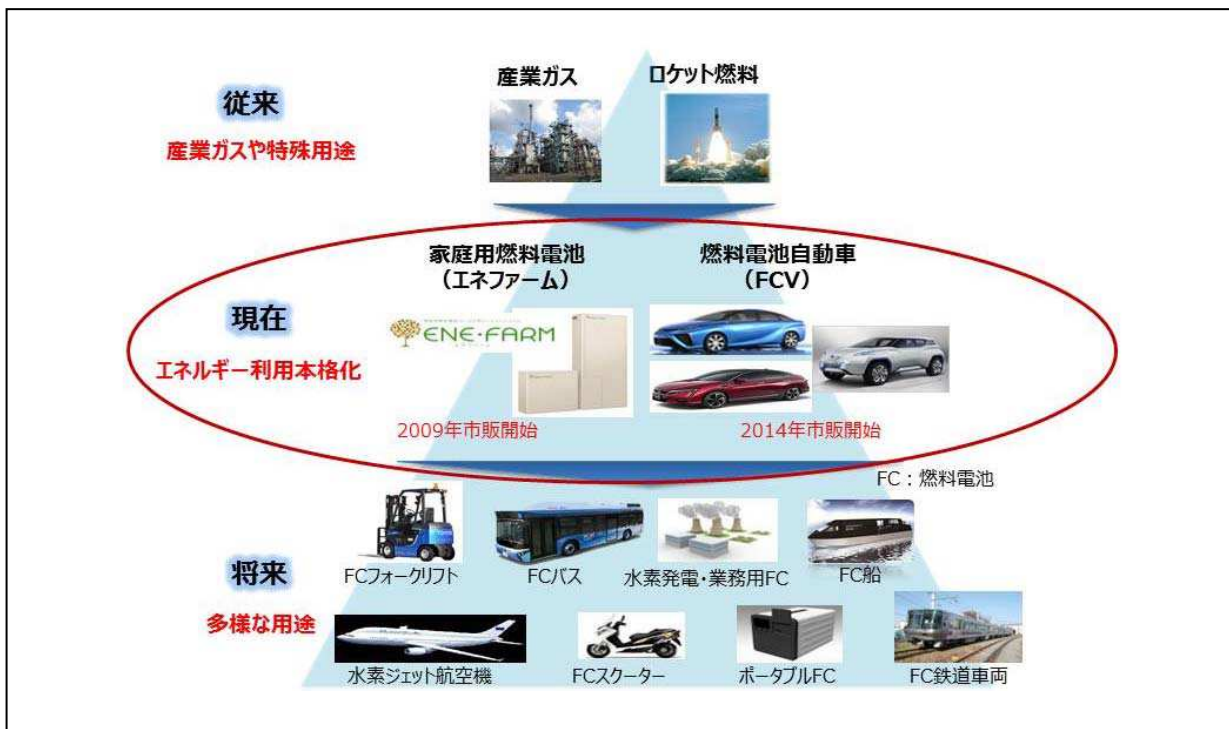 産業ガス
ロケット燃料
従来
産業ガスや特殊用途
家庭用燃料電池
(エネファーム)
燃料電池自動車
(FCV)
現在
エネルギー利用本格化
ENE・FARM
2009年市販開始
2014年市販開始
FC:燃料電池
将来
多様な用途
FCフォークリフト
FCバス
水素発電・業務用FC
FC船
水素ジェット航空機
FCスクーター
ポータブルFC
FC鉄道車両